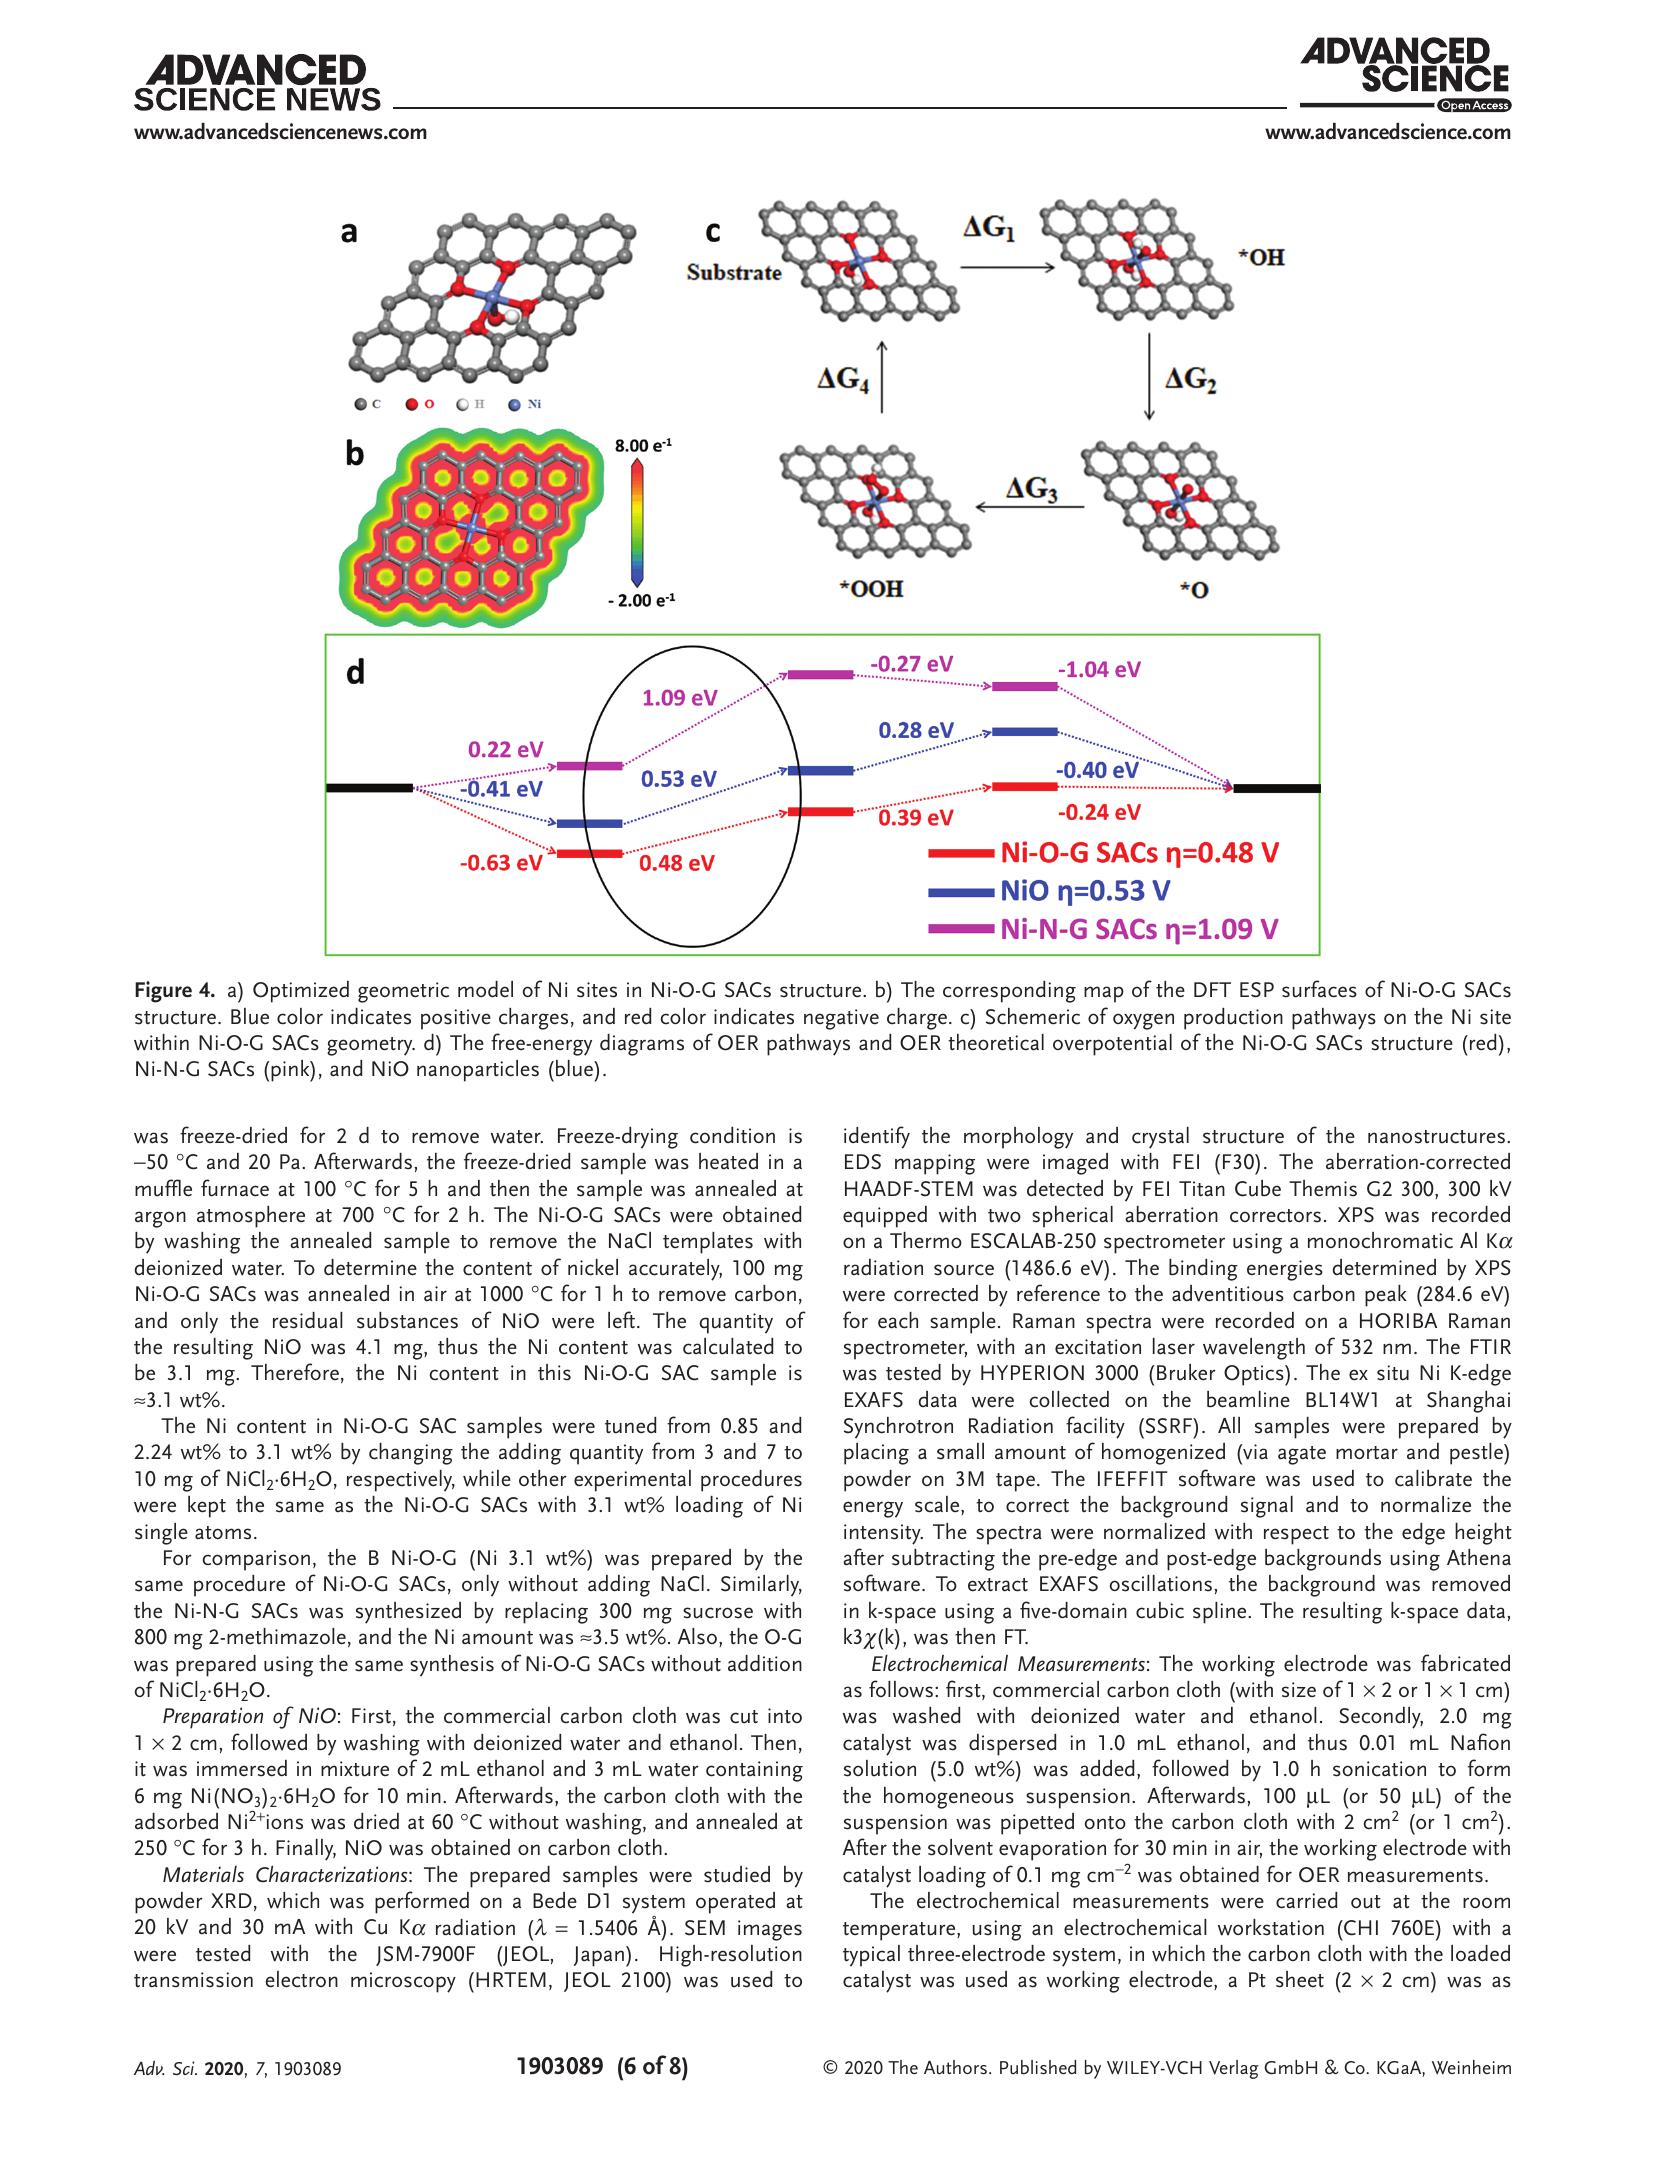 ADVANCED
SCIENCE NEWS
www.advancedsciencenews.com
ADVANCED
SCIENCE
Open Access
www.advancedscience.com
a
C O H Ni
b
8.00 e-1
- 2.00 e-1
c
Substrate
ΔG1
*OH
ΔG4
ΔG2
ΔG3
*OOH
*O
d
0.22 eV
-0.41 eV
-0.63 eV
1.09 eV
0.53 eV
0.48 eV
-0.27 eV
0.28 eV
0.39 eV
-1.04 eV
-0.40 eV
-0.24 eV
Ni-O-G SACs η=0.48 V
NiO η=0.53 V
Ni-N-G SACs η=1.09 V
Figure 4. a) Optimized geometric model of Ni sites in Ni-O-G SACs structure. b) The corresponding map of the DFT ESP surfaces of Ni-O-G SACs
structure. Blue color indicates positive charges, and red color indicates negative charge. c) Schemeric of oxygen production pathways on the Ni site
within Ni-O-G SACs geometry. d) The free-energy diagrams of OER pathways and OER theoretical overpotential of the Ni-O-G SACs structure (red),
Ni-N-G SACs (pink), and NiO nanoparticles (blue).
was freeze-dried for 2 d to remove water. Freeze-drying condition is
−50 °C and 20 Pa. Afterwards, the freeze-dried sample was heated in a
muffle furnace at 100 °C for 5 h and then the sample was annealed at
argon atmosphere at 700 °C for 2 h. The Ni-O-G SACs were obtained
by washing the annealed sample to remove the NaCl templates with
deionized water. To determine the content of nickel accurately, 100 mg
Ni-O-G SACs was annealed in air at 1000 °C for 1 h to remove carbon,
and only the residual substances of NiO were left. The quantity of
the resulting NiO was 4.1 mg, thus the Ni content was calculated to
be 3.1 mg. Therefore, the Ni content in this Ni-O-G SAC sample is
≈3.1 wt%.
The Ni content in Ni-O-G SAC samples were tuned from 0.85 and
2.24 wt% to 3.1 wt% by changing the adding quantity from 3 and 7 to
10 mg of NiCl2·6H2O, respectively, while other experimental procedures
were kept the same as the Ni-O-G SACs with 3.1 wt% loading of Ni
single atoms.
For comparison, the B Ni-O-G (Ni 3.1 wt%) was prepared by the
same procedure of Ni-O-G SACs, only without adding NaCl. Similarly,
the Ni-N-G SACs was synthesized by replacing 300 mg sucrose with
800 mg 2-methimazole, and the Ni amount was ≈3.5 wt%. Also, the O-G
was prepared using the same synthesis of Ni-O-G SACs without addition
of NiCl2·6H2O.
Preparation of NiO: First, the commercial carbon cloth was cut into
1 × 2 cm, followed by washing with deionized water and ethanol. Then,
it was immersed in mixture of 2 mL ethanol and 3 mL water containing
6 mg Ni(NO3)2·6H2O for 10 min. Afterwards, the carbon cloth with the
adsorbed Ni2+ions was dried at 60 °C without washing, and annealed at
250 °C for 3 h. Finally, NiO was obtained on carbon cloth.
Materials Characterizations: The prepared samples were studied by
powder XRD, which was performed on a Bede D1 system operated at
20 kV and 30 mA with Cu Kα radiation (λ = 1.5406 Å). SEM images
were tested with the JSM-7900F (JEOL, Japan). High-resolution
transmission electron microscopy (HRTEM, JEOL 2100) was used to
identify the morphology and crystal structure of the nanostructures.
EDS mapping were imaged with FEI (F30). The aberration-corrected
HAADF-STEM was detected by FEI Titan Cube Themis G2 300, 300 kV
equipped with two spherical aberration correctors. XPS was recorded
on a Thermo ESCALAB-250 spectrometer using a monochromatic Al Kα
radiation source (1486.6 eV). The binding energies determined by XPS
were corrected by reference to the adventitious carbon peak (284.6 eV)
for each sample. Raman spectra were recorded on a HORIBA Raman
spectrometer, with an excitation laser wavelength of 532 nm. The FTIR
was tested by HYPERION 3000 (Bruker Optics). The ex situ Ni K-edge
EXAFS data were collected on the beamline BL14W1 at Shanghai
Synchrotron Radiation facility (SSRF). All samples were prepared by
placing a small amount of homogenized (via agate mortar and pestle)
powder on 3M tape. The IFEFFIT software was used to calibrate the
energy scale, to correct the background signal and to normalize the
intensity. The spectra were normalized with respect to the edge height
after subtracting the pre-edge and post-edge backgrounds using Athena
software. To extract EXAFS oscillations, the background was removed
in k-space using a five-domain cubic spline. The resulting k-space data,
k3χ(k), was then FT.
Electrochemical Measurements: The working electrode was fabricated
as follows: first, commercial carbon cloth (with size of 1 × 2 or 1 × 1 cm)
was washed with deionized water and ethanol. Secondly, 2.0 mg
catalyst was dispersed in 1.0 mL ethanol, and thus 0.01 mL Nafion
solution (5.0 wt%) was added, followed by 1.0 h sonication to form
the homogeneous suspension. Afterwards, 100 µL (or 50 µL) of the
suspension was pipetted onto the carbon cloth with 2 cm2 (or 1 cm2).
After the solvent evaporation for 30 min in air, the working electrode with
catalyst loading of 0.1 mg cm−2 was obtained for OER measurements.
The electrochemical measurements were carried out at the room
temperature, using an electrochemical workstation (CHI 760E) with a
typical three-electrode system, in which the carbon cloth with the loaded
catalyst was used as working electrode, a Pt sheet (2 × 2 cm) was as
Adv. Sci. 2020, 7, 1903089
1903089 (6 of 8)
© 2020 The Authors. Published by WILEY-VCH Verlag GmbH & Co. KGaA, Weinheim